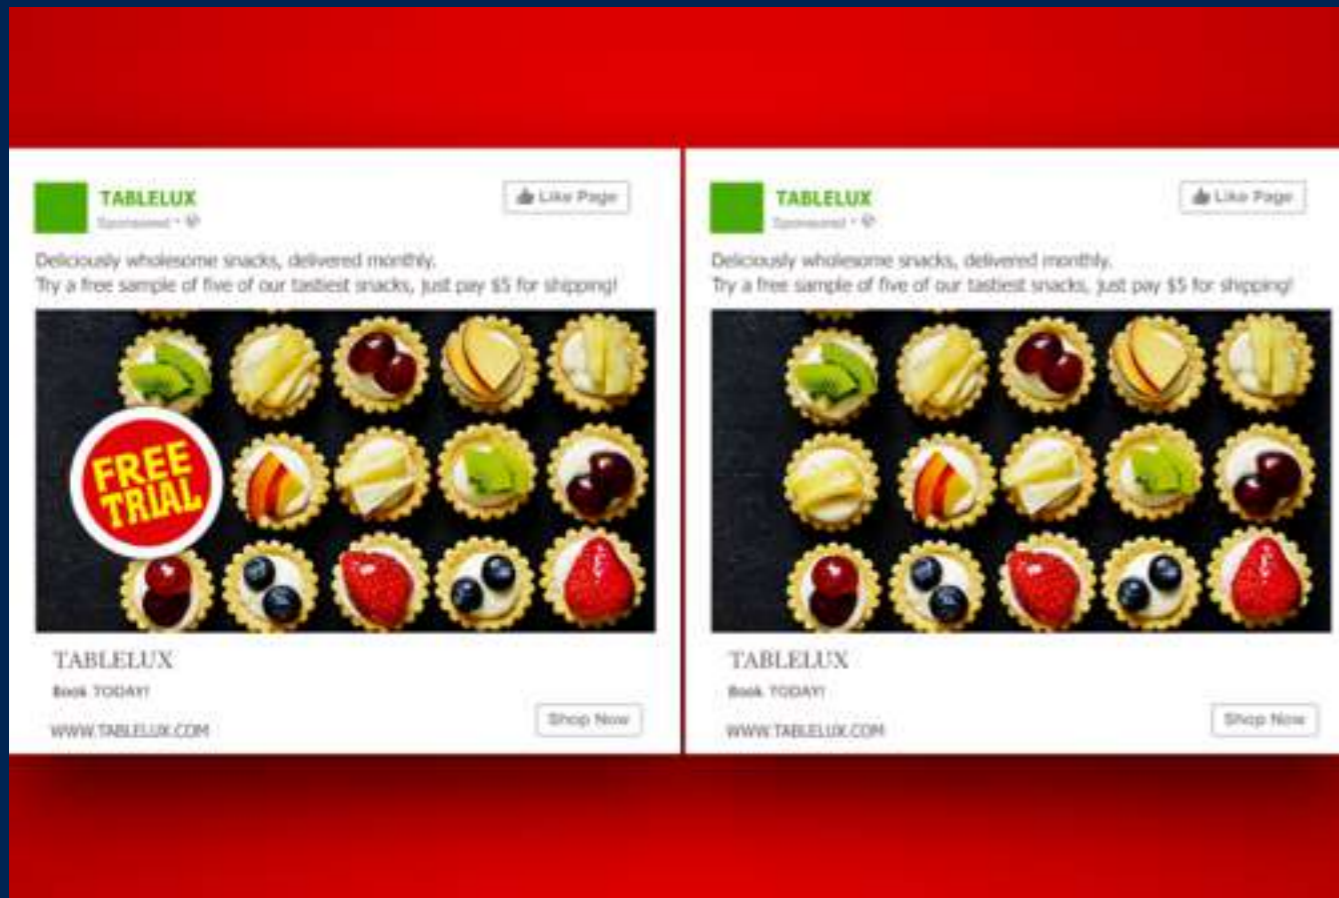 TABLELUX
Like Page
Sponsored
Deliciously wholesome snacks, delivered monthly.
Try a free sample of five of our tastiest snacks, just pay $5 for shipping!
FREE
TRIAL
TABLELUX
Book TODAY!
WWW.TABLELUX.COM
Shop Now
TABLELUX
Like Page
Sponsored
Deliciously wholesome snacks, delivered monthly.
Try a free sample of five of our tastiest snacks, just pay $5 for shipping!
TABLELUX
Book TODAY!
WWW.TABLELUX.COM
Shop Now